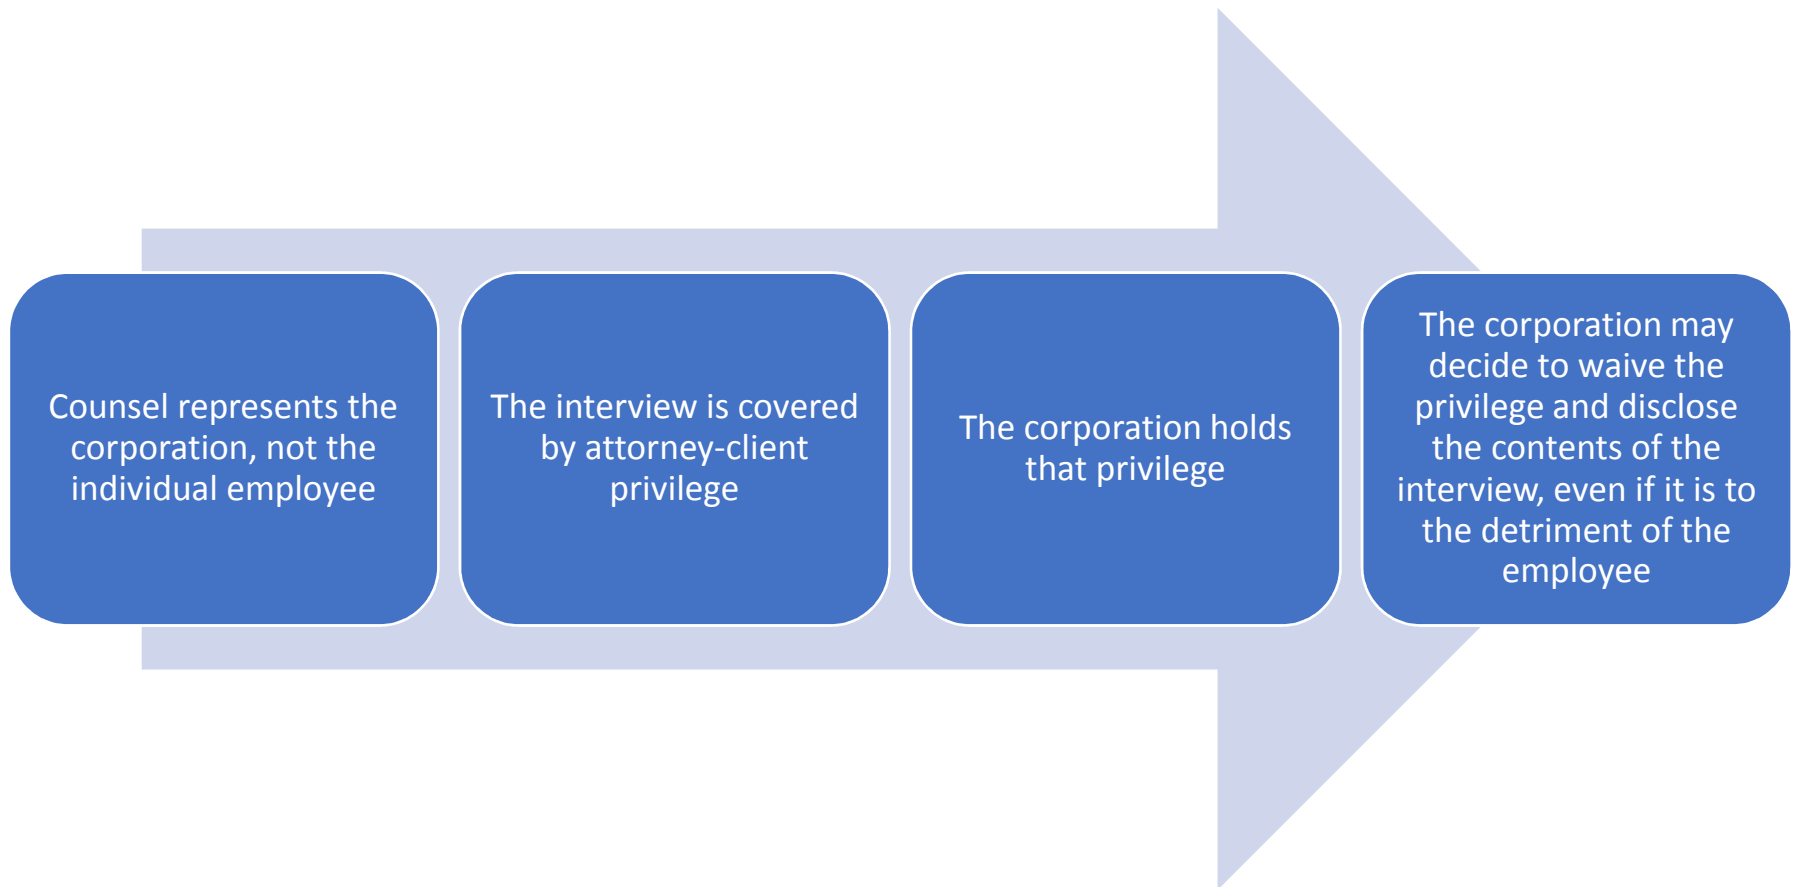 Counsel represents the
corporation, not the
individual employee
The interview is covered
by attorney-client
privilege
The corporation holds
that privilege
The corporation may
decide to waive the
privilege and disclose
the contents of the
interview, even if it is to
the detriment of the
employee